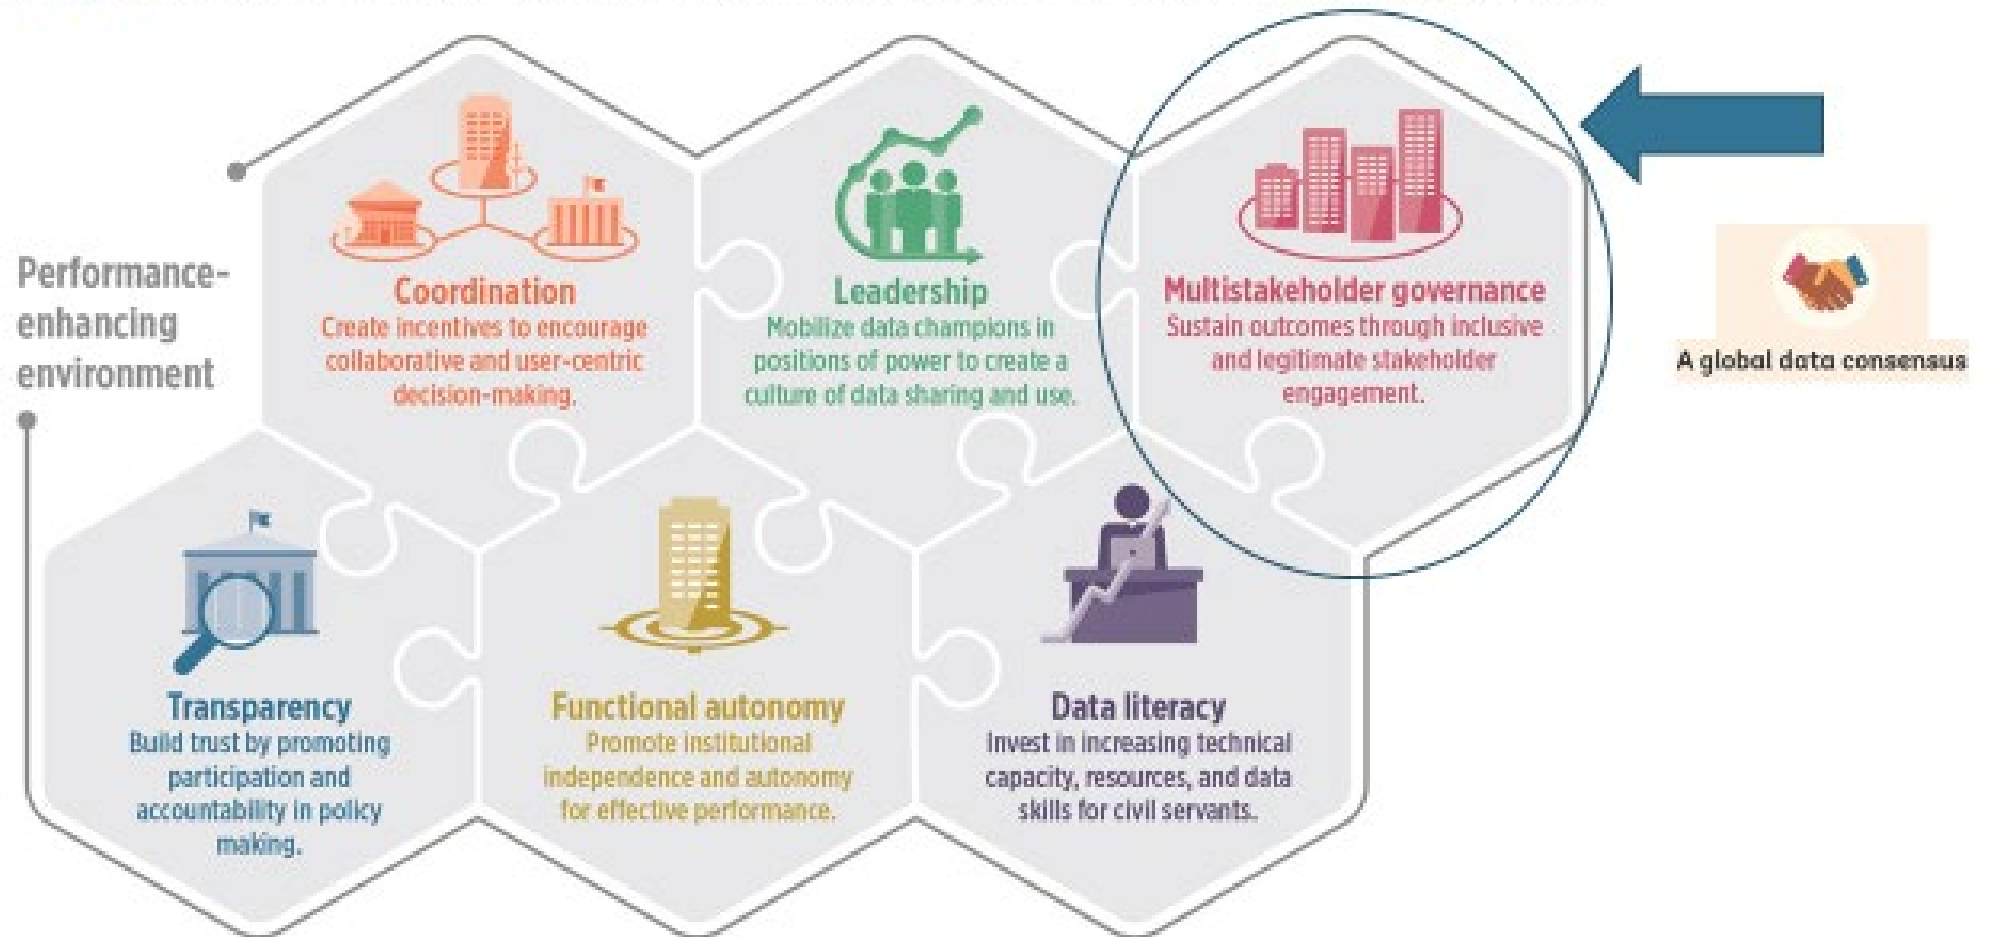 Performance-
enhancing
environment
Coordination
Create incentives to encourage
collaborative and user-centric
decision-making.
Leadership
Mobilize data champions in
positions of power to create a
culture of data sharing and use.
Multistakeholder governance
Sustain outcomes through inclusive
and legitimate stakeholder
engagement.
A global data consensus
Transparency
Build trust by promoting
participation and
accountability in policy
making.
Functional autonomy
Promote institutional
independence and autonomy
for effective performance.
Data literacy
Invest in increasing technical
capacity, resources, and data
skills for civil servants.